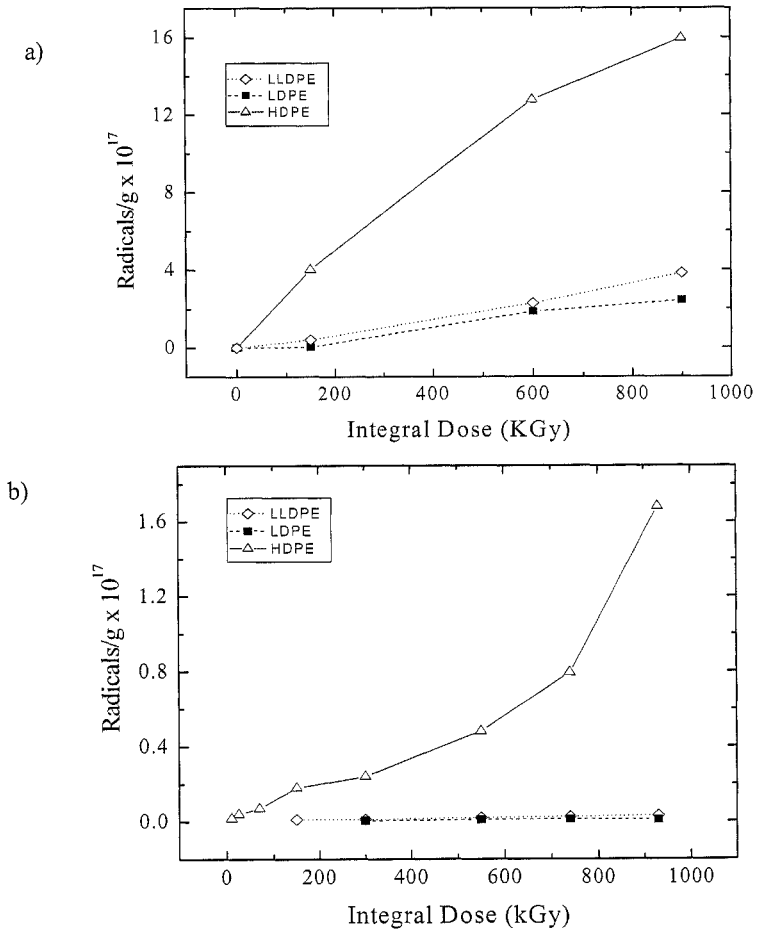 a)
16
12
8
4
0
Radicals/g x 10^17
LLDPE
LDPE
HDPE
0 200 400 600 800 1000
Integral Dose (KGy)
b)
1.6
1.2
0.8
0.4
0.0
Radicals/g x 10^17
LLDPE
LDPE
HDPE
0 200 400 600 800 1000
Integral Dose (kGy)